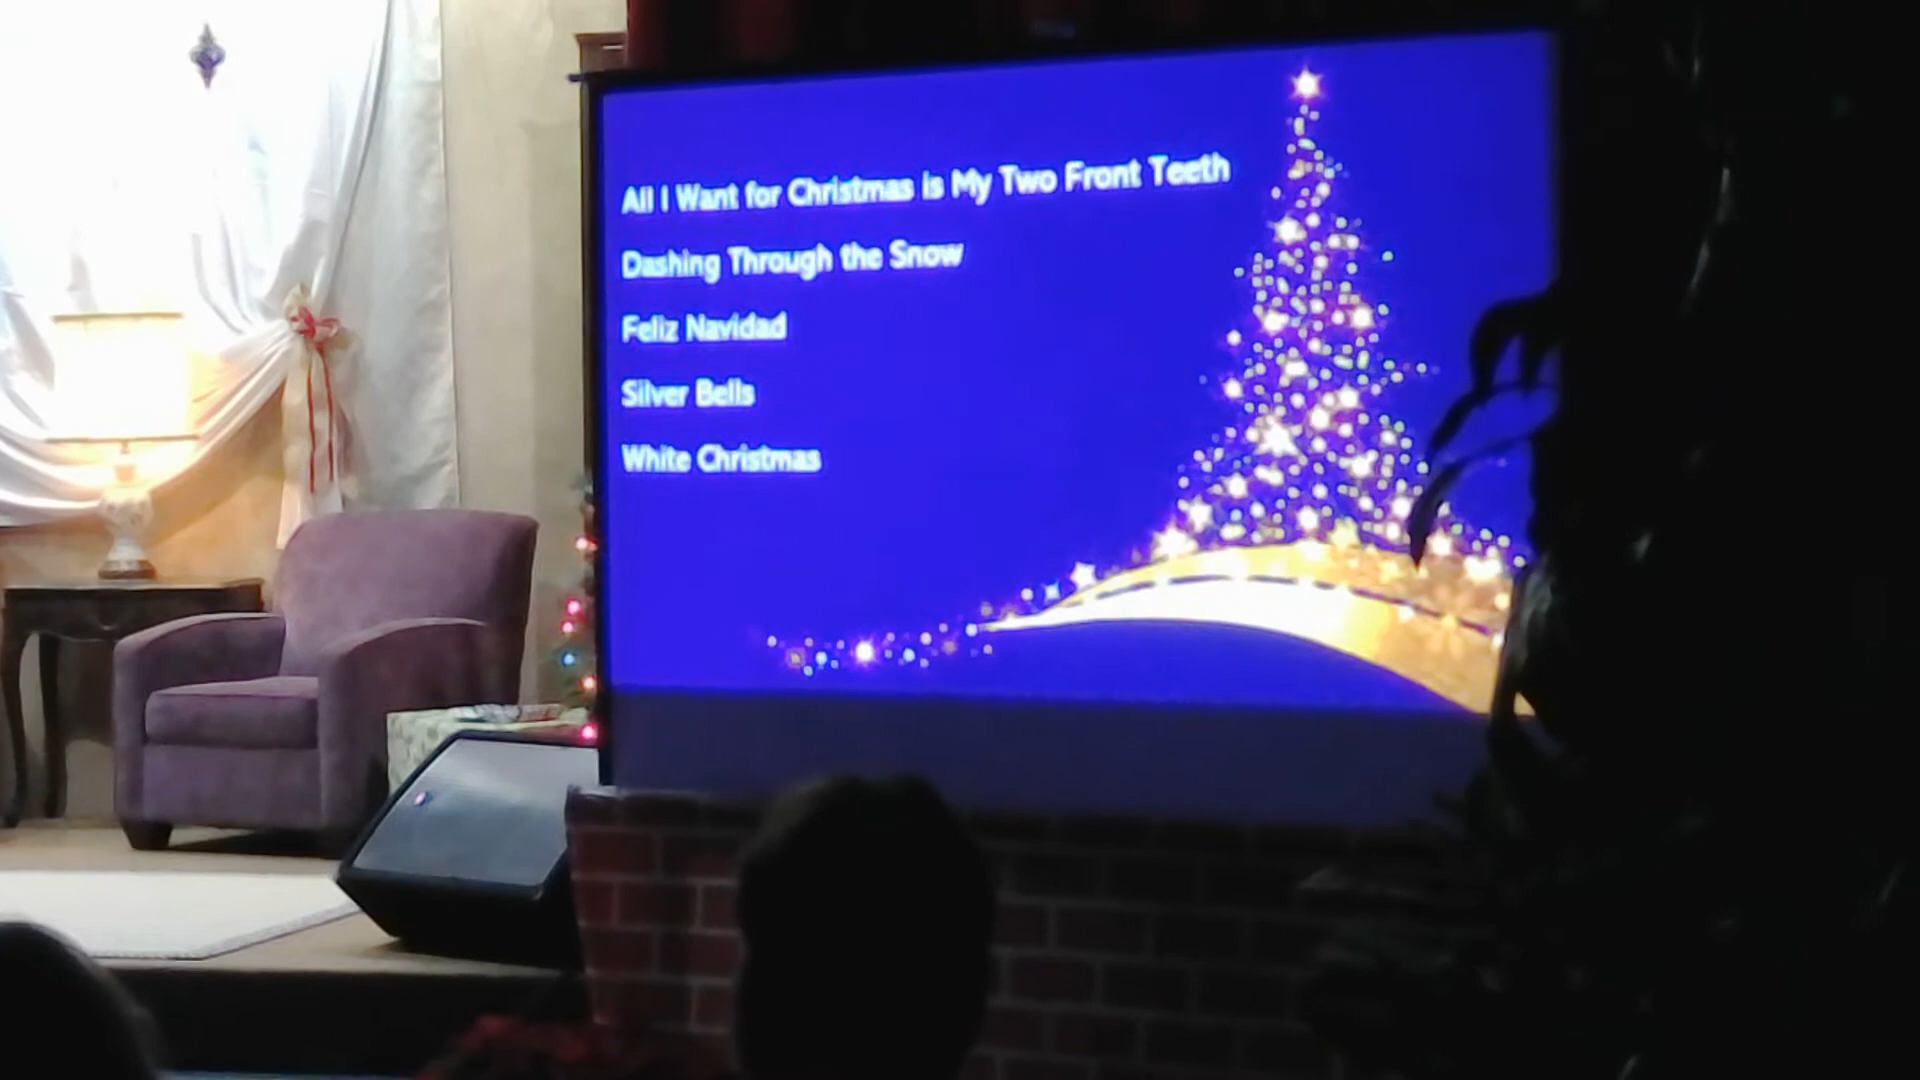 All I Want for Christmas is My Two Front Teeth
Dashing Through the Snow
Feliz Navidad
Silver Bells
White Christmas